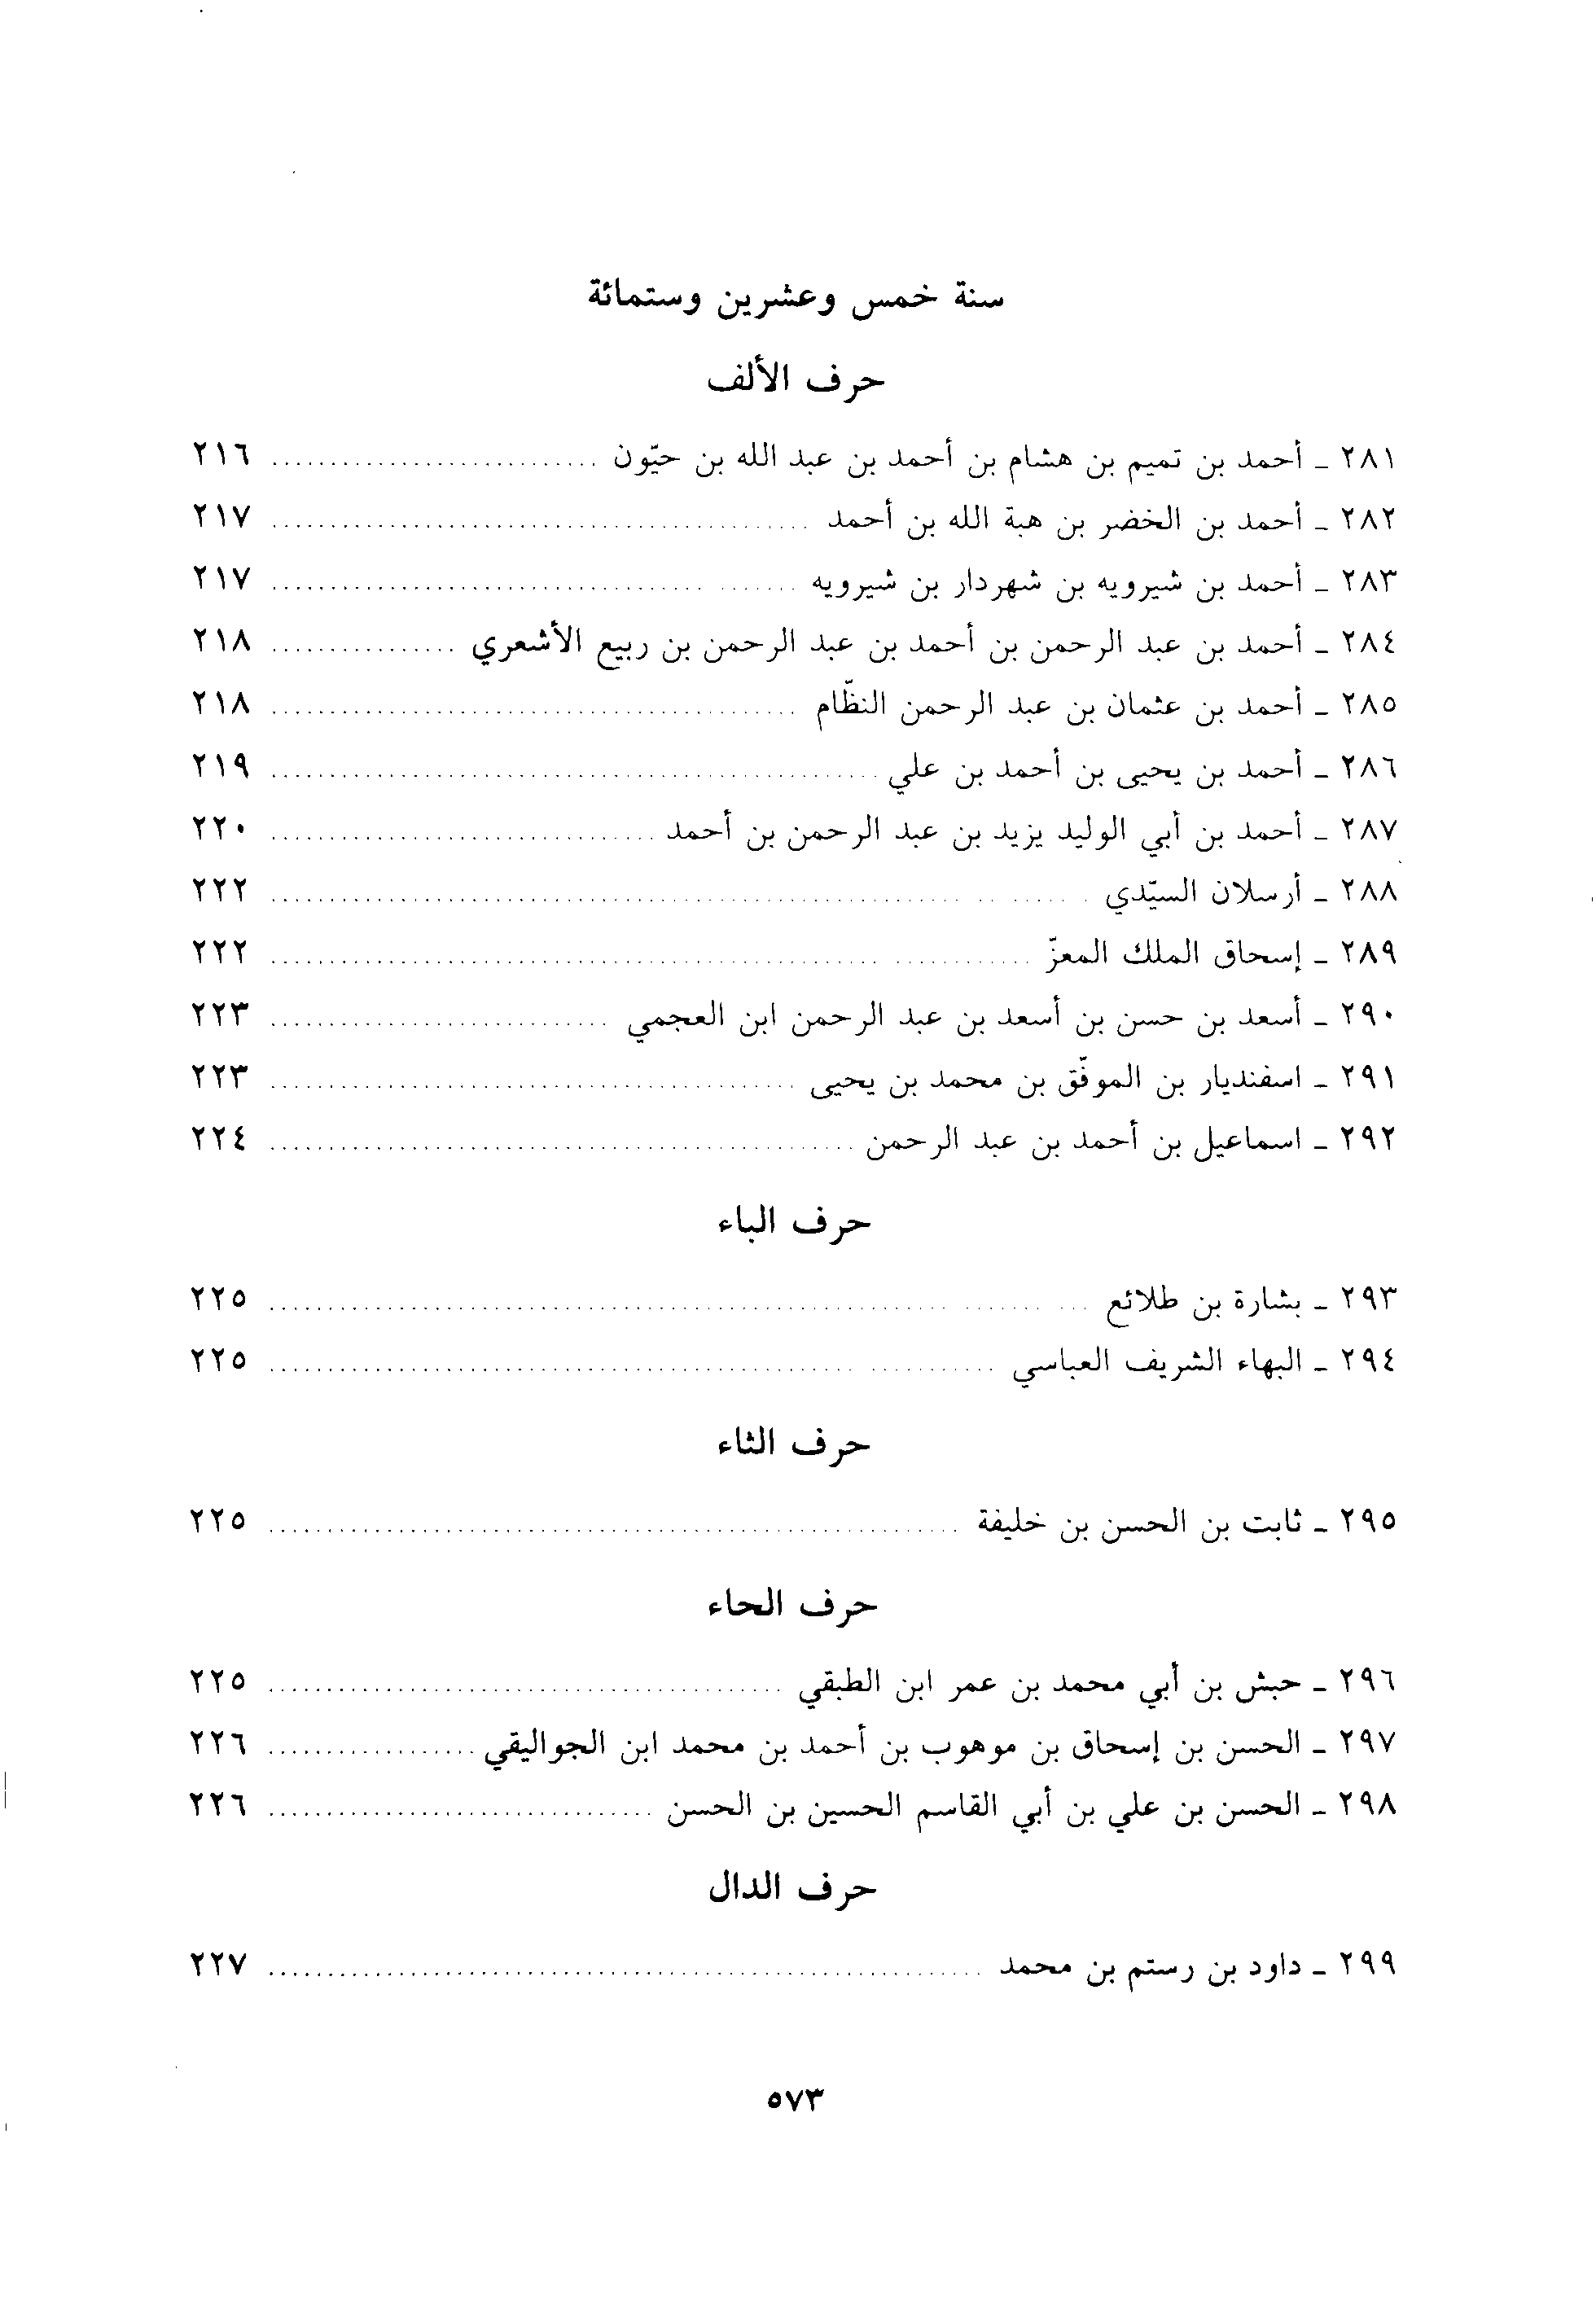 سنة خمس وعشرين وستمائة
حرف الألف
٢٨١ ـ أحمد بن تميم بن هشام بن أحمد بن عبد الله بن حيّون ........ ٢١٦
٢٨٢ ـ أحمد بن الخضر بن هبة الله بن أحمد ........ ٢١٧
٢٨٣ ـ أحمد بن شيرويه بن شهردار بن شيرويه ........ ٢١٧
٢٨٤ ـ أحمد بن عبد الرحمن بن أحمد بن عبد الرحمن بن ربيع الأشعري ........ ٢١٨
٢٨٥ ـ أحمد بن عثمان بن عبد الرحمن النظّام ........ ٢١٨
٢٨٦ ـ أحمد بن يحيى بن أحمد بن علي ........ ٢١٩
٢٨٧ ـ أحمد بن أبي الوليد يزيد بن عبد الرحمن بن أحمد ........ ٢٢٠
٢٨٨ ـ أرسلان السيّدي ........ ٢٢٢
٢٨٩ ـ إسحاق الملك المعزّ ........ ٢٢٢
٢٩٠ ـ أسعد بن حسن بن أسعد بن عبد الرحمن ابن العجمي ........ ٢٢٣
٢٩١ ـ اسفنديار بن الموفّق بن محمد بن يحيى ........ ٢٢٣
٢٩٢ ـ اسماعيل بن أحمد بن عبد الرحمن ........ ٢٢٤
حرف الباء
٢٩٣ ـ بشارة بن طلائع ........ ٢٢٥
٢٩٤ ـ البهاء الشريف العباسي ........ ٢٢٥
حرف الثاء
٢٩٥ ـ ثابت بن الحسن بن خليفة ........ ٢٢٥
حرف الحاء
٢٩٦ ـ حبش بن أبي محمد بن عمر ابن الطبقي ........ ٢٢٥
٢٩٧ ـ الحسن بن إسحاق بن موهوب بن أحمد بن محمد ابن الجواليقي ........ ٢٢٦
٢٩٨ ـ الحسن بن علي بن أبي القاسم الحسين بن الحسن ........ ٢٢٦
حرف الدال
٢٩٩ ـ داود بن رستم بن محمد ........ ٢٢٧
٥٧٣